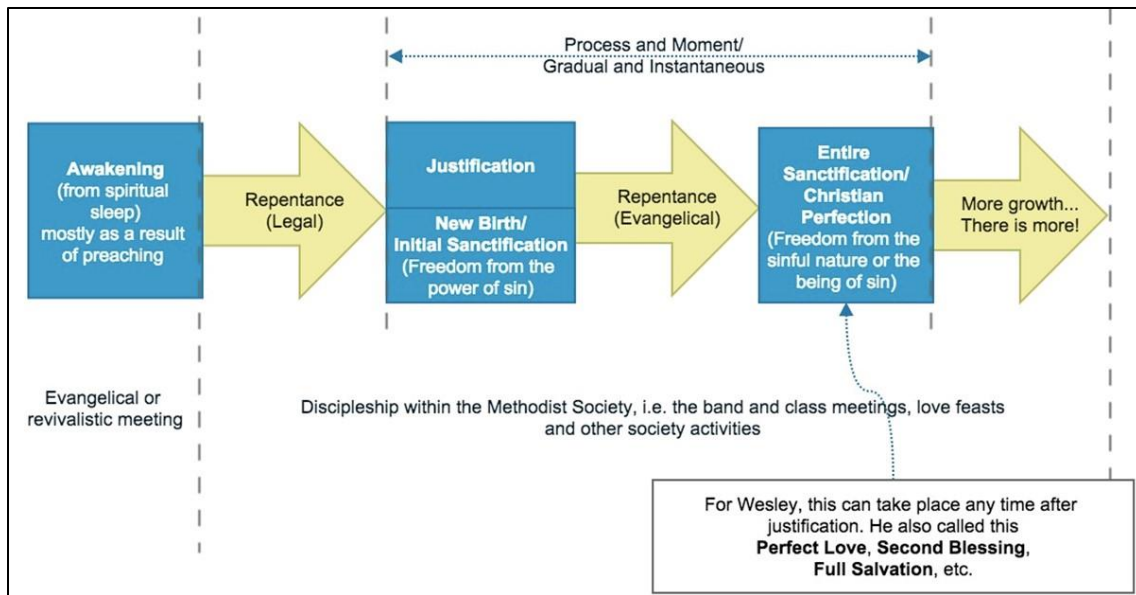 Process and Moment/
Gradual and Instantaneous
Awakening
(from spiritual
sleep)
mostly as a result
of preaching
Repentance
(Legal)
Justification
New Birth/
Initial Sanctification
(Freedom from the
power of sin)
Repentance
(Evangelical)
Entire
Sanctification/
Christian
Perfection
(Freedom from the
sinful nature or the
being of sin)
More growth...
There is more!
Evangelical or
revivalistic meeting
Discipleship within the Methodist Society, i.e. the band and class meetings, love feasts
and other society activities
For Wesley, this can take place any time after
justification. He also called this
Perfect Love, Second Blessing,
Full Salvation, etc.